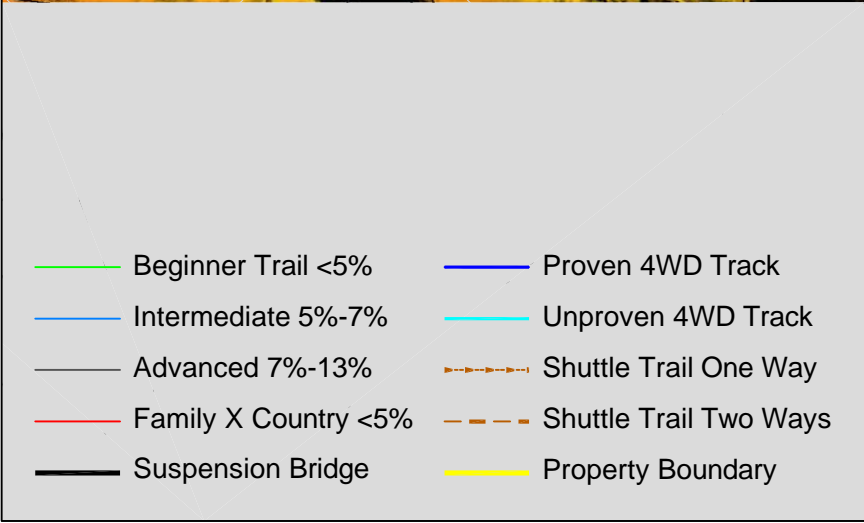 Beginner Trail <5%
Intermediate 5%-7%
Advanced 7%-13%
Family X Country <5%
Suspension Bridge
Proven 4WD Track
Unproven 4WD Track
Shuttle Trail One Way
Shuttle Trail Two Ways
Property Boundary